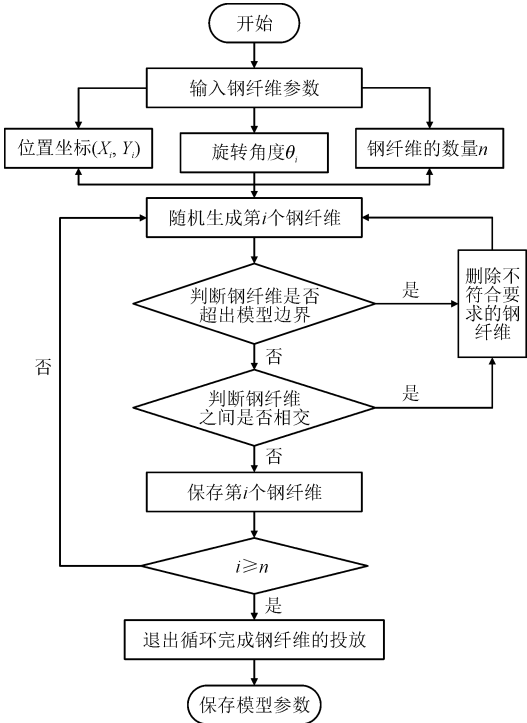 开始
输入钢纤维参数
位置坐标(Xi, Yi)
旋转角度θi
钢纤维的数量n
随机生成第i个钢纤维
判断钢纤维是否
超出模型边界
是
删除不
符合要
求的钢
纤维
否
否
判断钢纤维
之间是否相交
是
否
保存第i个钢纤维
i≥n
是
退出循环完成钢纤维的投放
保存模型参数